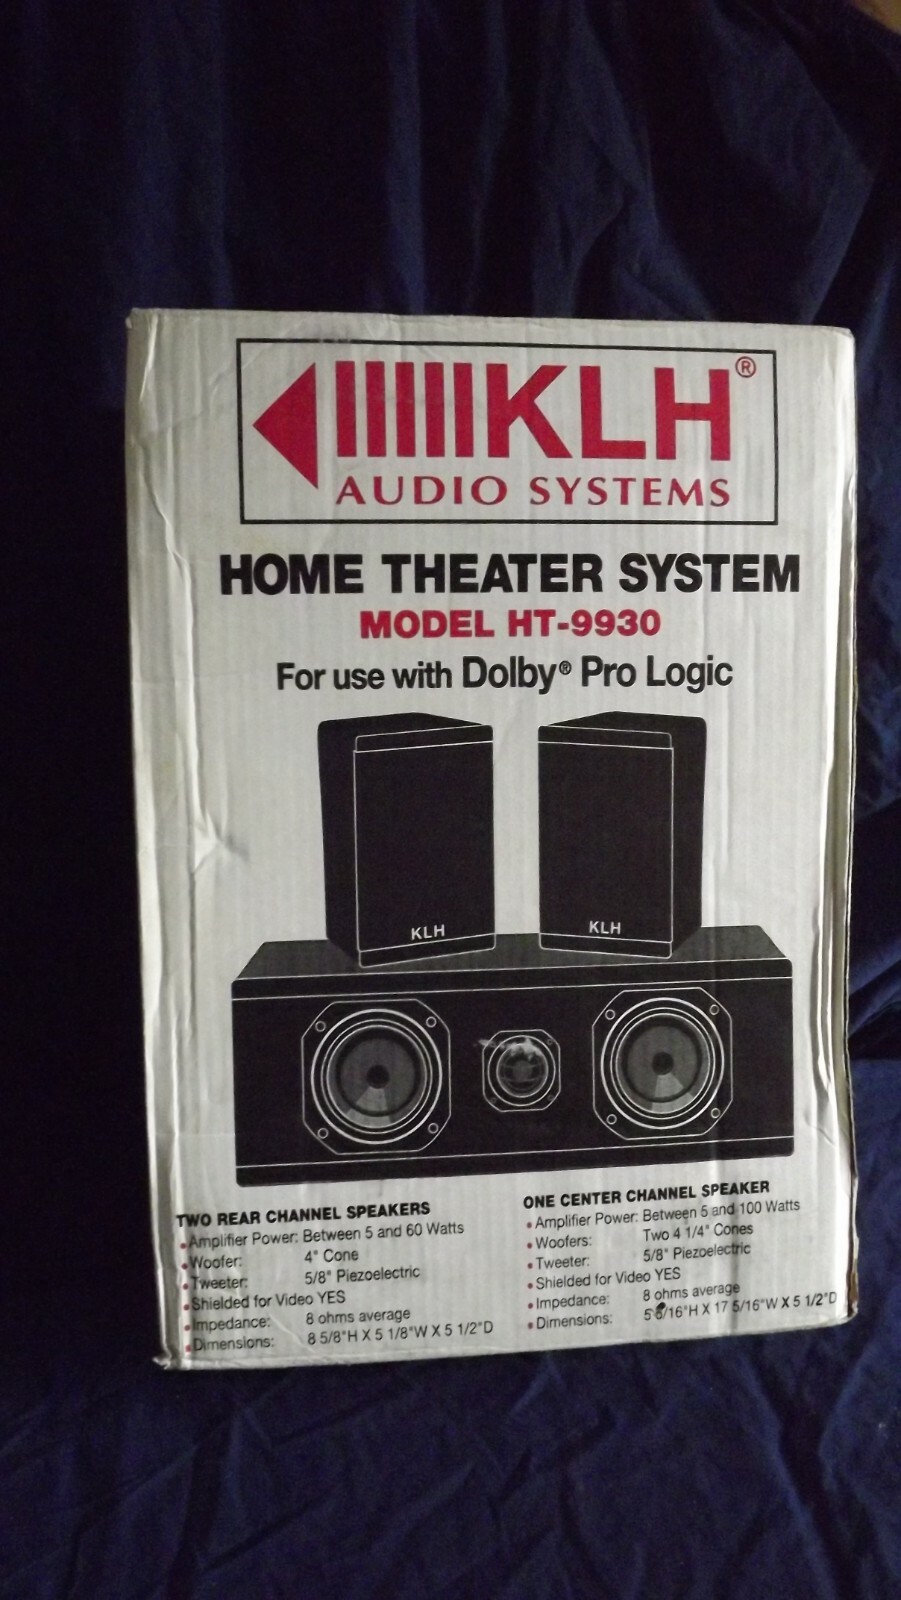 KLH®
AUDIO SYSTEMS
HOME THEATER SYSTEM
MODEL HT-9930
For use with Dolby® Pro Logic
KLH
KLH
TWO REAR CHANNEL SPEAKERS
• Amplifier Power: Between 5 and 60 Watts
• Woofer: 4" Cone
• Tweeter: 5/8" Piezoelectric
• Shielded for Video YES
• Impedance: 8 ohms average
• Dimensions: 8 5/8"H X 5 1/8"W X 5 1/2"D
ONE CENTER CHANNEL SPEAKER
• Amplifier Power: Between 5 and 100 Watts
• Woofers: Two 4 1/4" Cones
• Tweeter: 5/8" Piezoelectric
• Shielded for Video YES
• Impedance: 8 ohms average
• Dimensions: X 17 5/16"W X 5 1/2"D